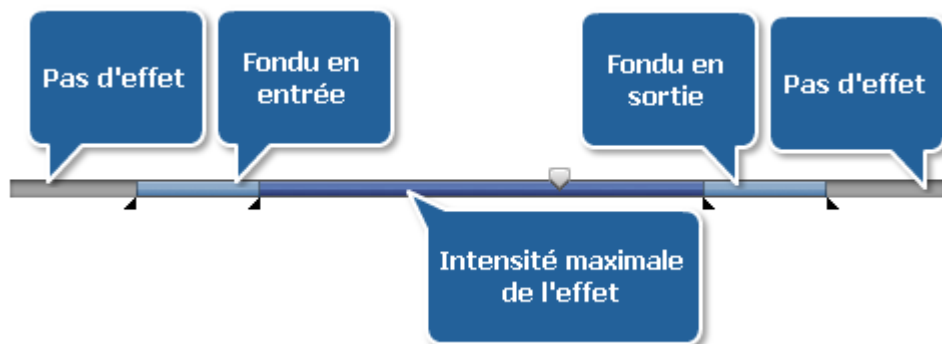 Pas d'effet
Fondu en
entrée
Fondu en
sortie
Pas d'effet
Intensité maximale
de l'effet